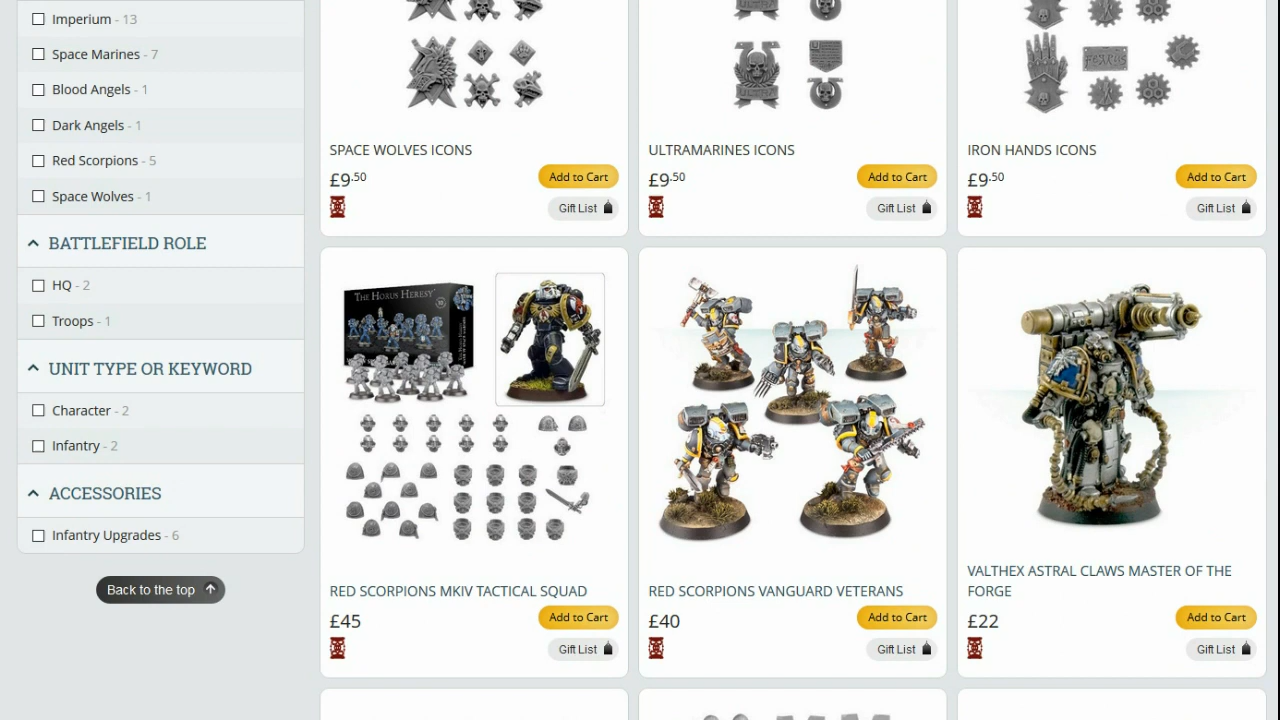 Imperium - 13
Space Marines - 7
Blood Angels - 1
Dark Angels - 1
Red Scorpions - 5
Space Wolves - 1
BATTLEFIELD ROLE
HQ - 2
Troops - 1
UNIT TYPE OR KEYWORD
Character - 2
Infantry - 2
ACCESSORIES
Infantry Upgrades - 6
Back to the top
ULTRA
ULTRA
FERRUS
SPACE WOLVES ICONS
£9.50
Add to Cart
Gift List
ULTRAMARINES ICONS
£9.50
Add to Cart
Gift List
IRON HANDS ICONS
£9.50
Add to Cart
Gift List
THE HORUS HERESY
RED SCORPIONS MKIV TACTICAL SQUAD
£45
Add to Cart
Gift List
RED SCORPIONS VANGUARD VETERANS
£40
Add to Cart
Gift List
VALTHEX ASTRAL CLAWS MASTER OF THE
FORGE
£22
Add to Cart
Gift List